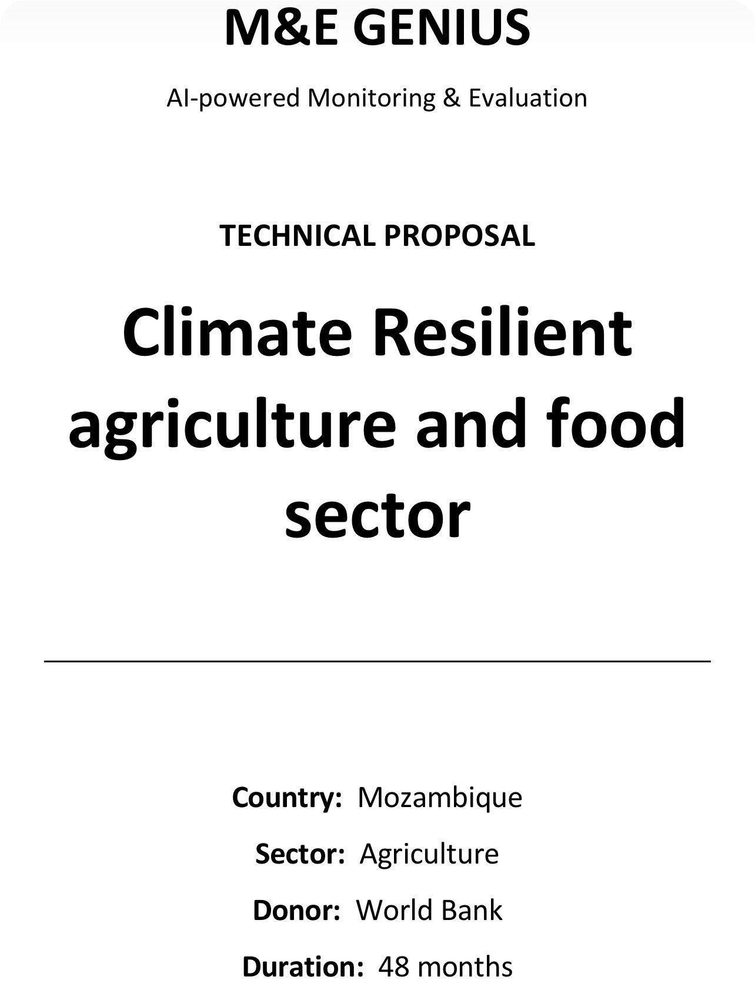 M&E GENIUS
AI-powered Monitoring & Evaluation
TECHNICAL PROPOSAL
Climate Resilient
agriculture and food
sector
Country: Mozambique
Sector: Agriculture
Donor: World Bank
Duration: 48 months